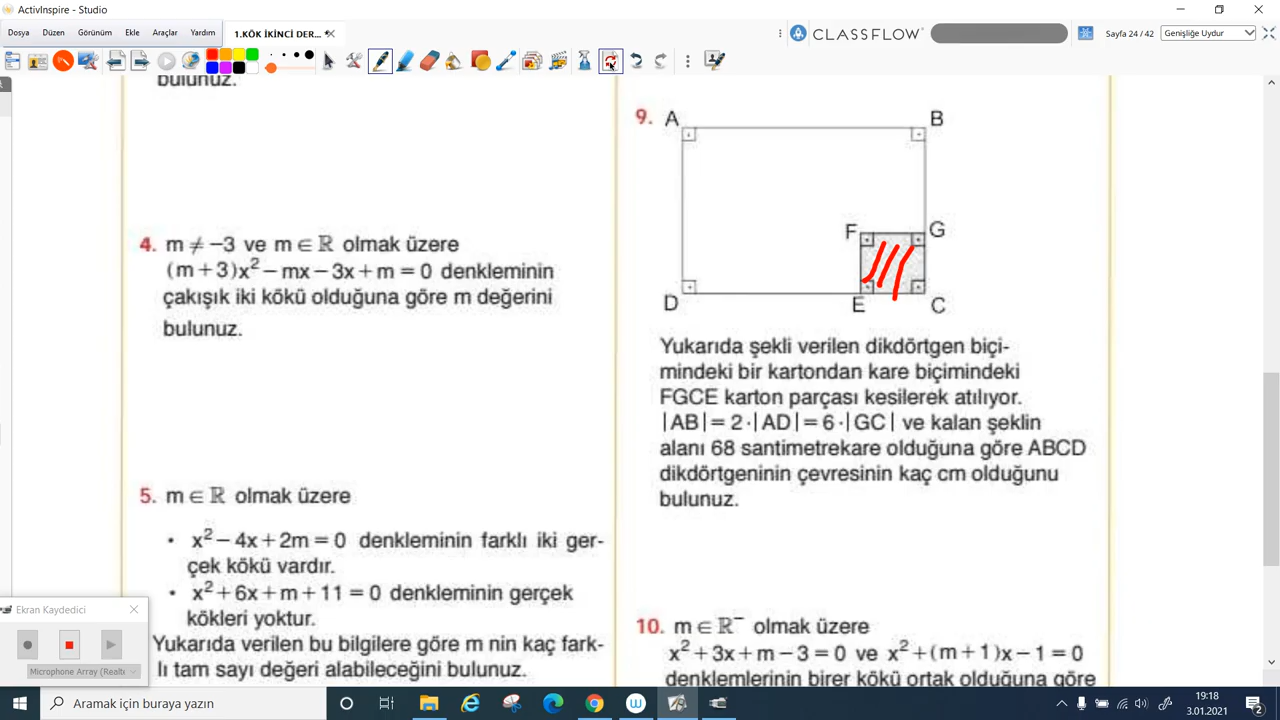 ActivInspire - Studio
Dosya Düzen Görünüm Ekle Araçlar Yardım
1.KÖK İKİNCİ DER...
CLASSFLOW
Sayfa 24 / 42
Genişliğe Uydur
bulunuz.
4. m ≠ −3 ve m ∈ ℝ olmak üzere
(m + 3)x² − mx − 3x + m = 0 denkleminin
çakışık iki kökü olduğuna göre m değerini
bulunuz.
5. m ∈ ℝ olmak üzere
• x² − 4x + 2m = 0 denkleminin farklı iki ger-
çek kökü vardır.
• x² + 6x + m + 11 = 0 denkleminin gerçek
kökleri yoktur.
Yukarıda verilen bu bilgilere göre m nin kaç fark-
lı tam sayı değeri alabileceğini bulunuz.
9. A B
F G
D E C
Yukarıda şekli verilen dikdörtgen biçi-
mindeki bir kartondan kare biçimindeki
FGCE karton parçası kesilerek atılıyor.
|AB| = 2·|AD| = 6·|GC| ve kalan şeklin
alanı 68 santimetrekare olduğuna göre ABCD
dikdörtgeninin çevresinin kaç cm olduğunu
bulunuz.
10. m ∈ ℝ⁻ olmak üzere
x² + 3x + m − 3 = 0 ve x² + (m + 1)x − 1 = 0
denklemlerinin birer kökü ortak olduğuna göre
Ekran Kaydedici
Microphone Array (Realte
Aramak için buraya yazın
19:18
3.01.2021
2